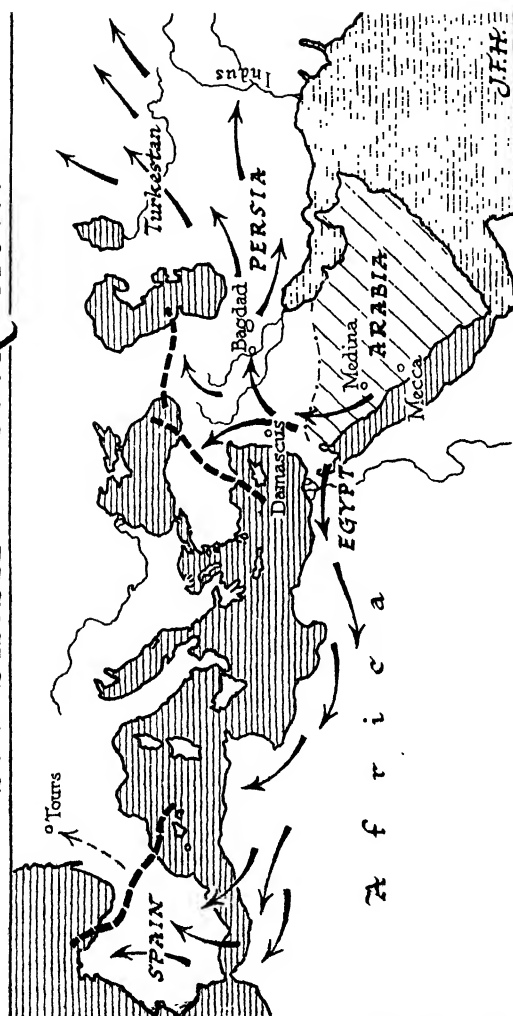 Tours
SPAIN
Africa
EGYPT
Damascus
Medina
Mecca
ARABIA
Bagdad
PERSIA
Turkestan
Indus
J.F.H.